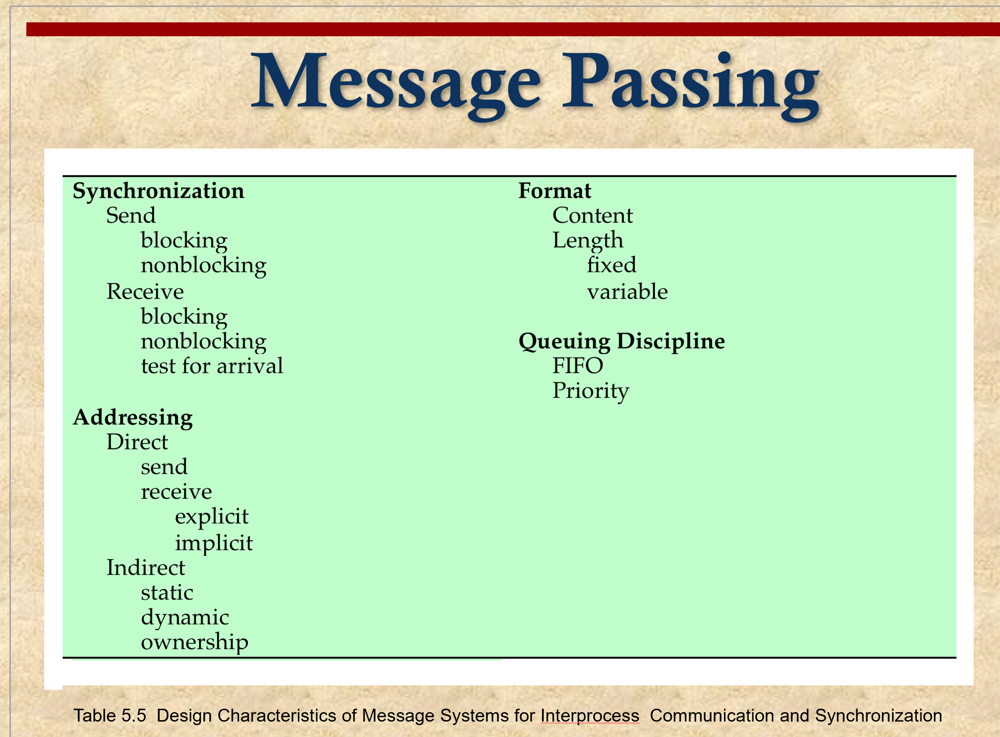 Message Passing
Synchronization
Send
blocking
nonblocking
Receive
blocking
nonblocking
test for arrival
Addressing
Direct
send
receive
explicit
implicit
Indirect
static
dynamic
ownership
Format
Content
Length
fixed
variable
Queuing Discipline
FIFO
Priority
Table 5.5  Design Characteristics of Message Systems for Interprocess  Communication and Synchronization